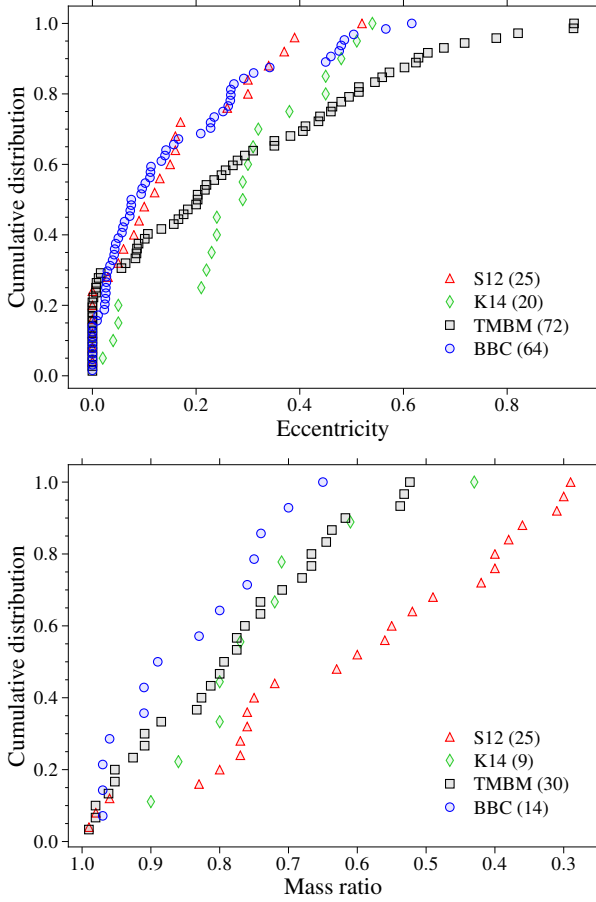 1.0
0.8
0.6
0.4
0.2
0.0
Cumulative distribution
S12 (25)
K14 (20)
TMBM (72)
BBC (64)
0.0 0.2 0.4 0.6 0.8
Eccentricity
1.0
0.8
0.6
0.4
0.2
0.0
Cumulative distribution
S12 (25)
K14 (9)
TMBM (30)
BBC (14)
1.0 0.9 0.8 0.7 0.6 0.5 0.4 0.3
Mass ratio